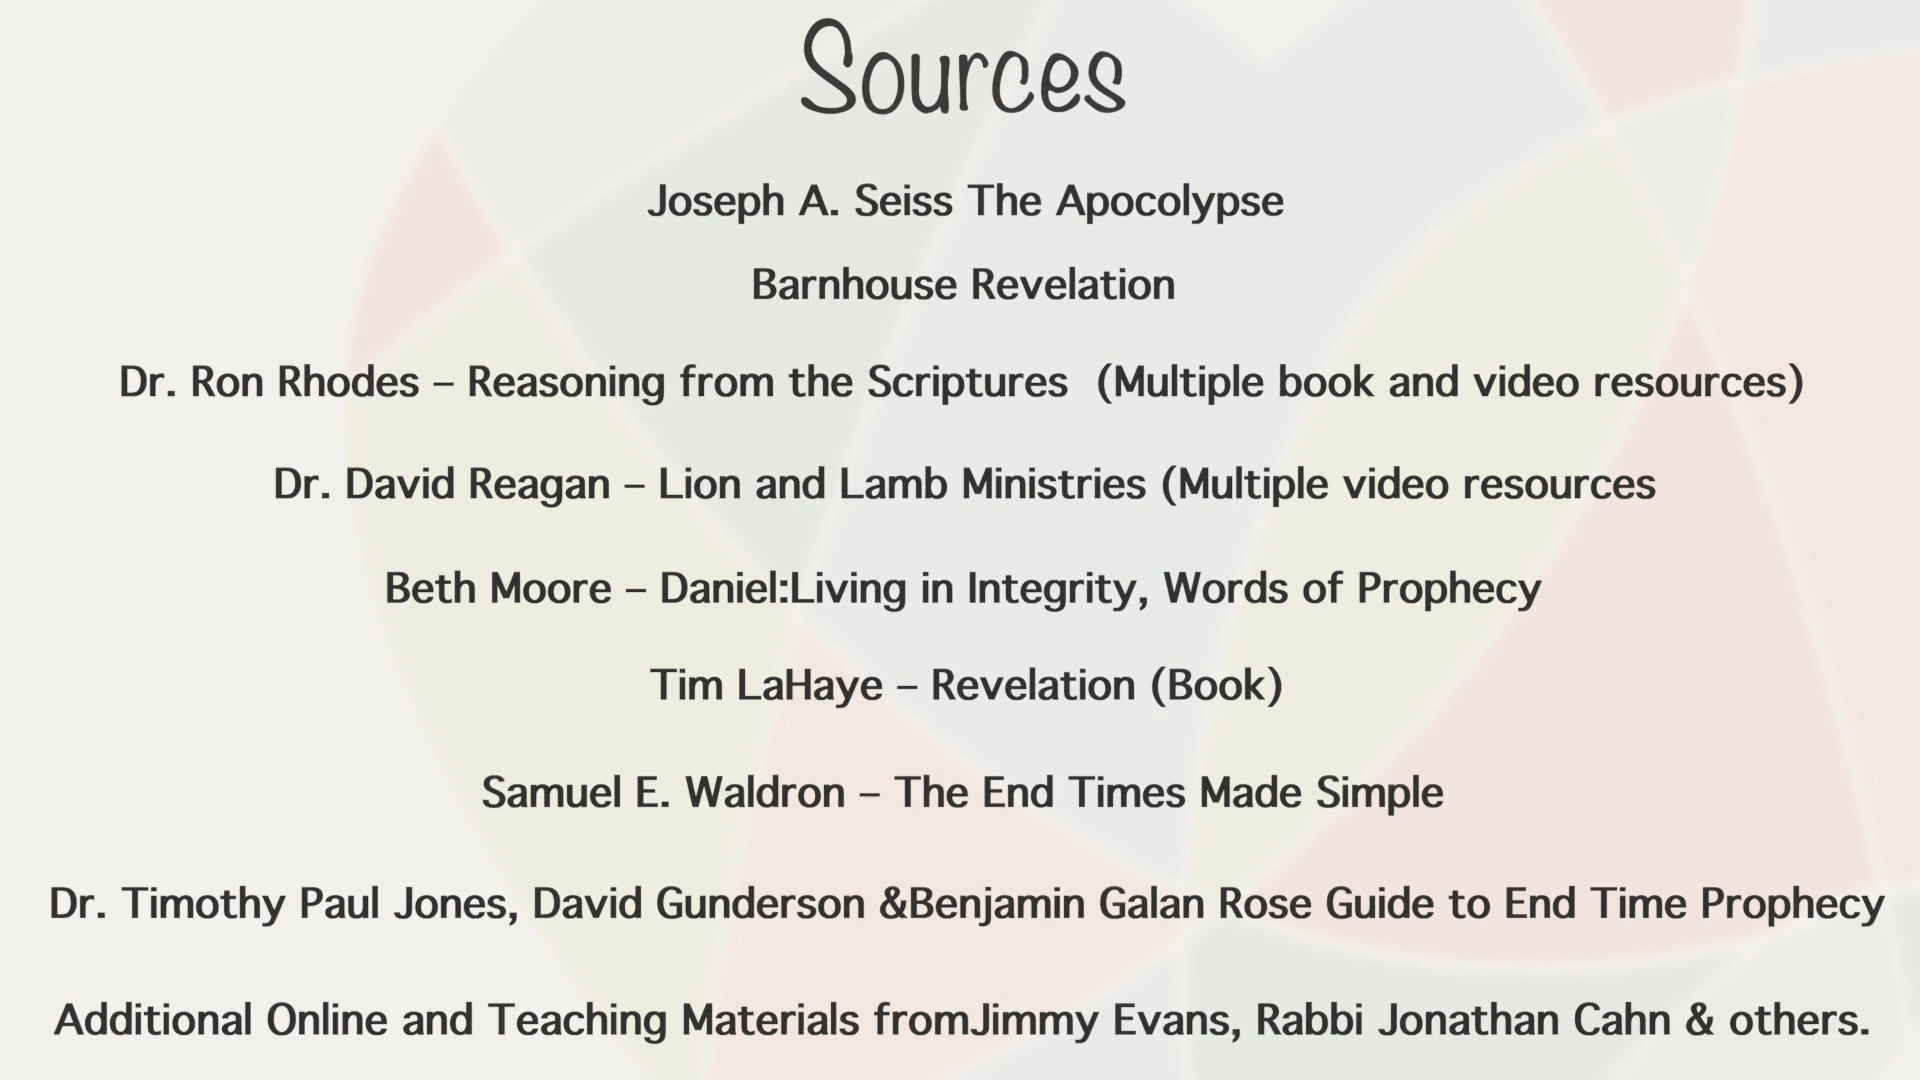 Sources
Joseph A. Seiss The Apocolypse
Barnhouse Revelation
Dr. Ron Rhodes – Reasoning from the Scriptures  (Multiple book and video resources)
Dr. David Reagan – Lion and Lamb Ministries (Multiple video resources
Beth Moore – Daniel:Living in Integrity, Words of Prophecy
Tim LaHaye – Revelation (Book)
Samuel E. Waldron – The End Times Made Simple
Dr. Timothy Paul Jones, David Gunderson &Benjamin Galan Rose Guide to End Time Prophecy
Additional Online and Teaching Materials fromJimmy Evans, Rabbi Jonathan Cahn & others.